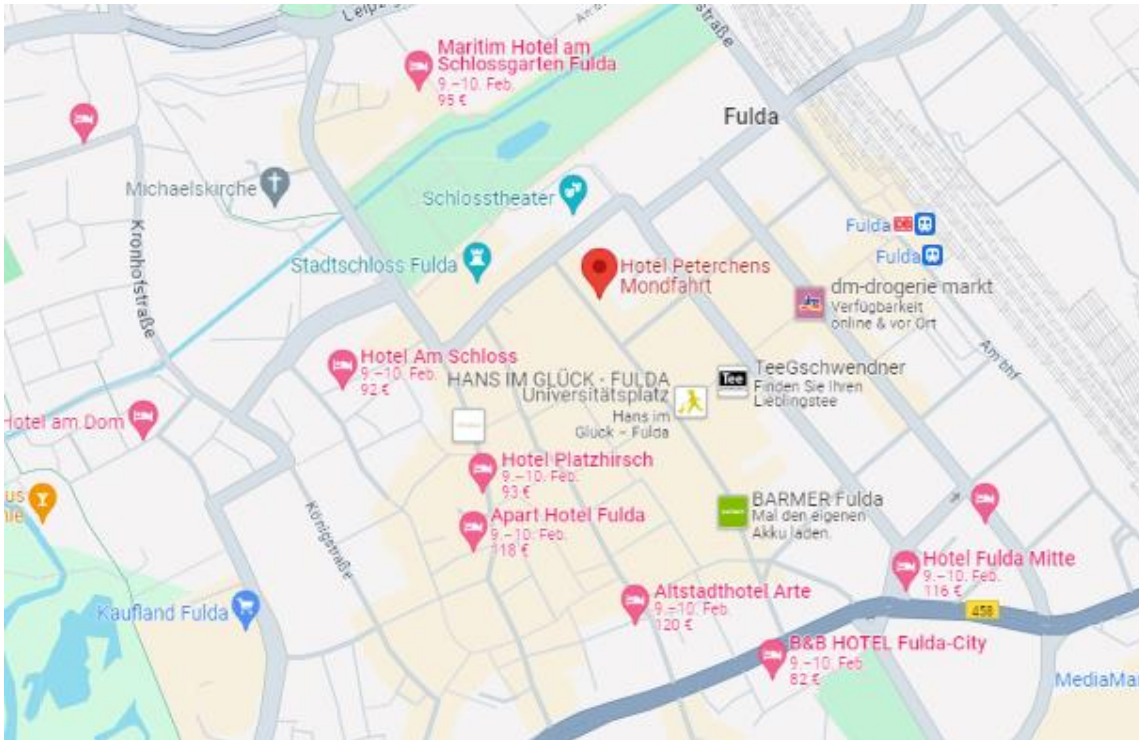 Leipzig
Maritim Hotel am
Schlossgarten Fulda
9.–10. Feb.
95 €
straße
Fulda
Michaelskirche
Schlosstheater
Kronhofstraße
Fulda DB
Fulda
Stadtschloss Fulda
Hotel Peterchens
Mondfahrt
dm-drogerie markt
Verfügbarkeit
online & vor Ort
Am Bhf
Hotel Am Schloss
9.–10. Feb.
92 €
HANS IM GLÜCK - FULDA
Universitätsplatz
Hans im
Glück – Fulda
Tee
TeeGschwendner
Finden Sie Ihren
Lieblingstee
Hotel am Dom
Hotel Platzhirsch
9.–10. Feb.
93 €
Apart Hotel Fulda
9.–10. Feb.
118 €
BARMER Fulda
Mal den eigenen
Akku laden.
Königstraße
Hotel Fulda Mitte
9.–10. Feb.
116 €
458
Kaufland Fulda
Altstadthotel Arte
9.–10. Feb.
120 €
B&B HOTEL Fulda-City
9.–10. Feb
82 €
MediaMa